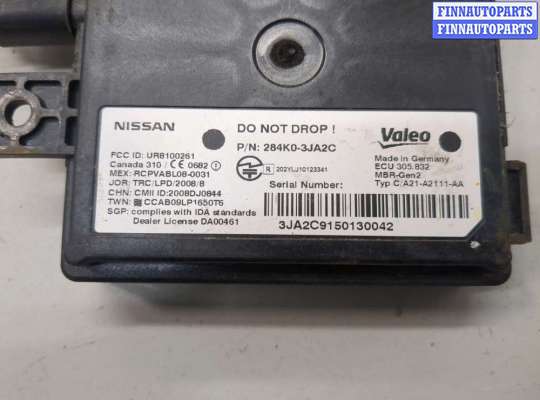 FINNAUTOPARTS
FINNAUTOPARTS
NISSAN
DO NOT DROP !
Valeo
P/N: 284K0-3JA2C
FCC ID: UR8100261
Canada 310 / CE 0682
MEX: RCPVABL08-0031
JOR: TRC/LPD/2008/8
CHN: CMII ID:2008DJ0844
TWN: CCAB09LP1650T6
SGP: complies with IDA standards
Dealer License DA00461
R 202YLJ10123341
Serial Number:
Made in Germany
ECU 305.832
MBR-Gen2
Typ C A21-A2111-AA
3JA2C9150130042